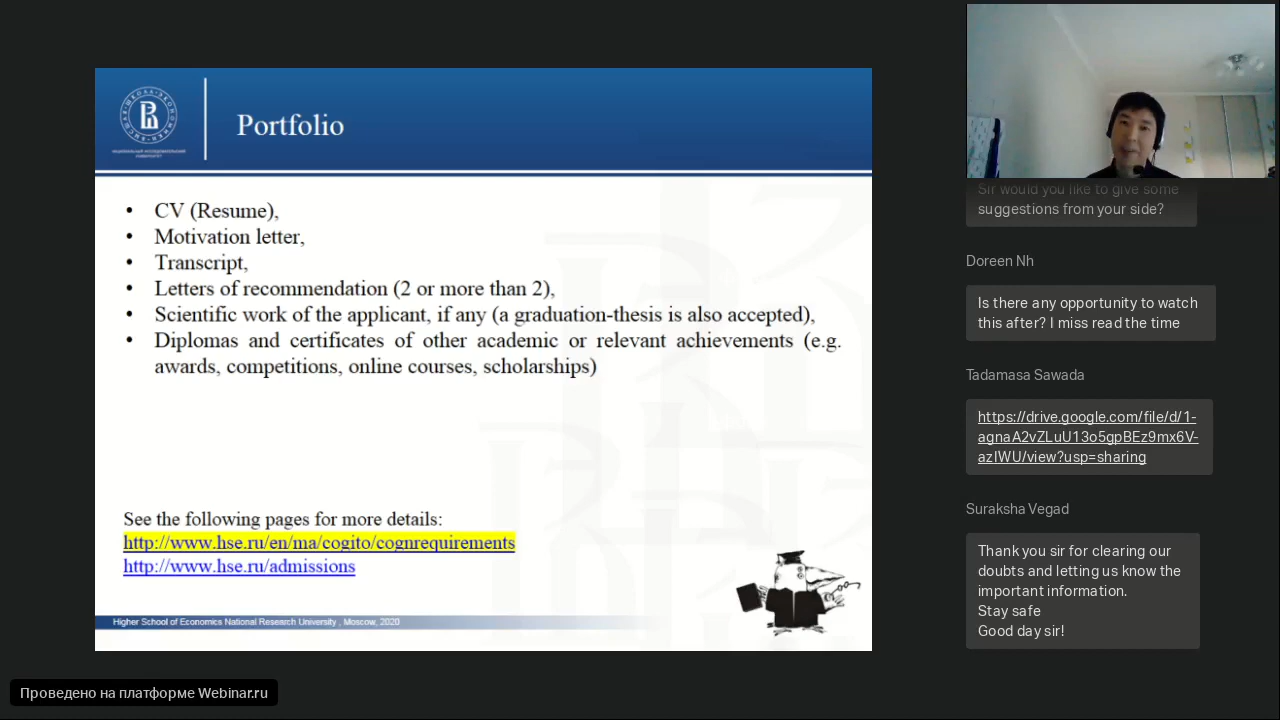 Portfolio
• CV (Resume),
• Motivation letter,
• Transcript,
• Letters of recommendation (2 or more than 2),
• Scientific work of the applicant, if any (a graduation-thesis is also accepted),
• Diplomas and certificates of other academic or relevant achievements (e.g.
awards, competitions, online courses, scholarships)
See the following pages for more details:
http://www.hse.ru/en/ma/cogito/cognrequirements
http://www.hse.ru/admissions
Higher School of Economics National Research University , Moscow, 2020
Проведено на платформе Webinar.ru
Sir would you like to give some
suggestions from your side?
Doreen Nh
Is there any opportunity to watch
this after? I miss read the time
Tadamasa Sawada
https://drive.google.com/file/d/1-
agnaA2vZLuU13o5gpBEz9mx6V-
azIWU/view?usp=sharing
Suraksha Vegad
Thank you sir for clearing our
doubts and letting us know the
important information.
Stay safe
Good day sir!